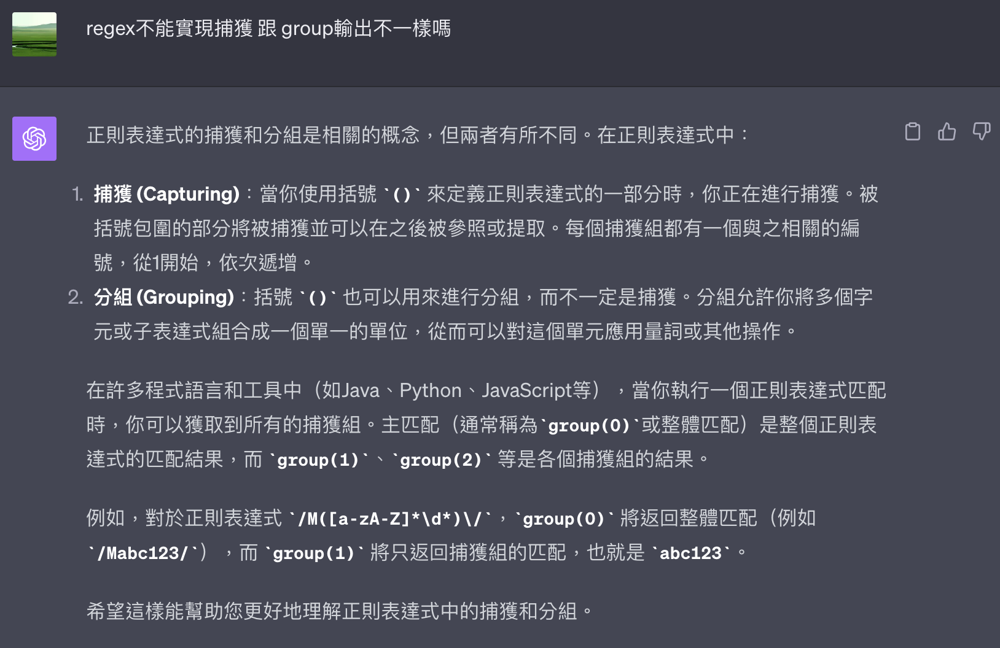 regex不能實現捕獲 跟 group輸出不一樣嗎
正則表達式的捕獲和分組是相關的概念，但兩者有所不同。在正則表達式中：
1. 捕獲 (Capturing)：當你使用括號 `()` 來定義正則表達式的一部分時，你正在進行捕獲。被
括號包圍的部分將被捕獲並可以在之後被參照或提取。每個捕獲組都有一個與之相關的編
號，從1開始，依次遞增。
2. 分組 (Grouping)：括號 `()` 也可以用來進行分組，而不一定是捕獲。分組允許你將多個字
元或子表達式組合成一個單一的單位，從而可以對這個單元應用量詞或其他操作。
在許多程式語言和工具中（如Java、Python、JavaScript等），當你執行一個正則表達式匹配
時，你可以獲取到所有的捕獲組。主匹配（通常稱為`group(0)`或整體匹配）是整個正則表
達式的匹配結果，而 `group(1)`、`group(2)` 等是各個捕獲組的結果。
例如，對於正則表達式 `/M([a-zA-Z]*\d*)\/`，`group(0)` 將返回整體匹配（例如
`/Mabc123/`），而 `group(1)` 將只返回捕獲組的匹配，也就是 `abc123`。
希望這樣能幫助您更好地理解正則表達式中的捕獲和分組。